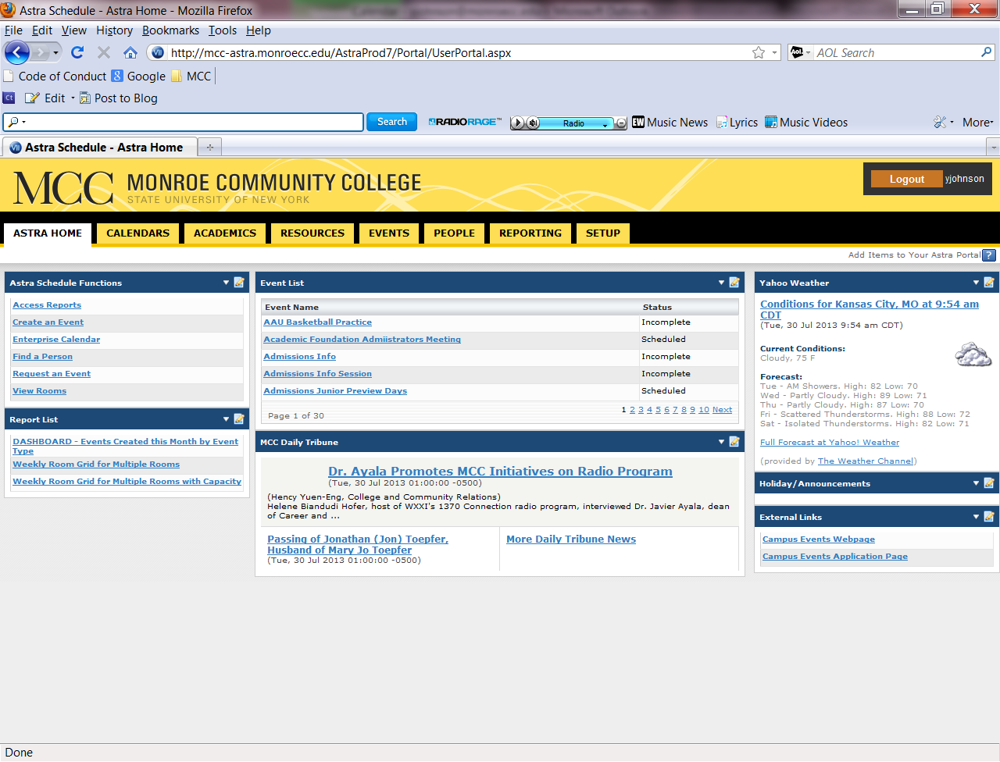 Astra Schedule - Astra Home - Mozilla Firefox
File Edit View History Bookmarks Tools Help
http://mcc-astra.monroecc.edu/AstraProd7/Portal/UserPortal.aspx
Aol. AOL Search
Code of Conduct Google MCC
Ct Edit Post to Blog
Search RADIORAGE™ Radio EW Music News Lyrics Music Videos More
VII Astra Schedule - Astra Home
MCC MONROE COMMUNITY COLLEGE
STATE UNIVERSITY OF NEW YORK
Logout yjohnson
ASTRA HOME CALENDARS ACADEMICS RESOURCES EVENTS PEOPLE REPORTING SETUP
Add Items to Your Astra Portal ?
Astra Schedule Functions
Access Reports
Create an Event
Enterprise Calendar
Find a Person
Request an Event
View Rooms
Report List
DASHBOARD - Events Created this Month by Event
Type
Weekly Room Grid for Multiple Rooms
Weekly Room Grid for Multiple Rooms with Capacity
Event List
Event Name Status
AAU Basketball Practice Incomplete
Academic Foundation Admiistrators Meeting Scheduled
Admissions Info Incomplete
Admissions Info Session Incomplete
Admissions Junior Preview Days Scheduled
1 2 3 4 5 6 7 8 9 10 Next
Page 1 of 30
MCC Daily Tribune
Dr. Ayala Promotes MCC Initiatives on Radio Program
(Tue, 30 Jul 2013 01:00:00 -0500)
(Hency Yuen-Eng, College and Community Relations)
Helene Biandudi Hofer, host of WXXI's 1370 Connection radio program, interviewed Dr. Javier Ayala, dean
of Career and ...
Passing of Jonathan (Jon) Toepfer,
Husband of Mary Jo Toepfer
(Tue, 30 Jul 2013 01:00:00 -0500)
More Daily Tribune News
Yahoo Weather
Conditions for Kansas City, MO at 9:54 am
CDT
(Tue, 30 Jul 2013 9:54 am CDT)
Current Conditions:
Cloudy, 75 F
Forecast:
Tue - AM Showers. High: 82 Low: 70
Wed - Partly Cloudy. High: 89 Low: 71
Thu - Partly Cloudy. High: 87 Low: 70
Fri - Scattered Thunderstorms. High: 88 Low: 72
Sat - Isolated Thunderstorms. High: 82 Low: 71
Full Forecast at Yahoo! Weather
(provided by The Weather Channel)
Holiday/Announcements
External Links
Campus Events Webpage
Campus Events Application Page
Done